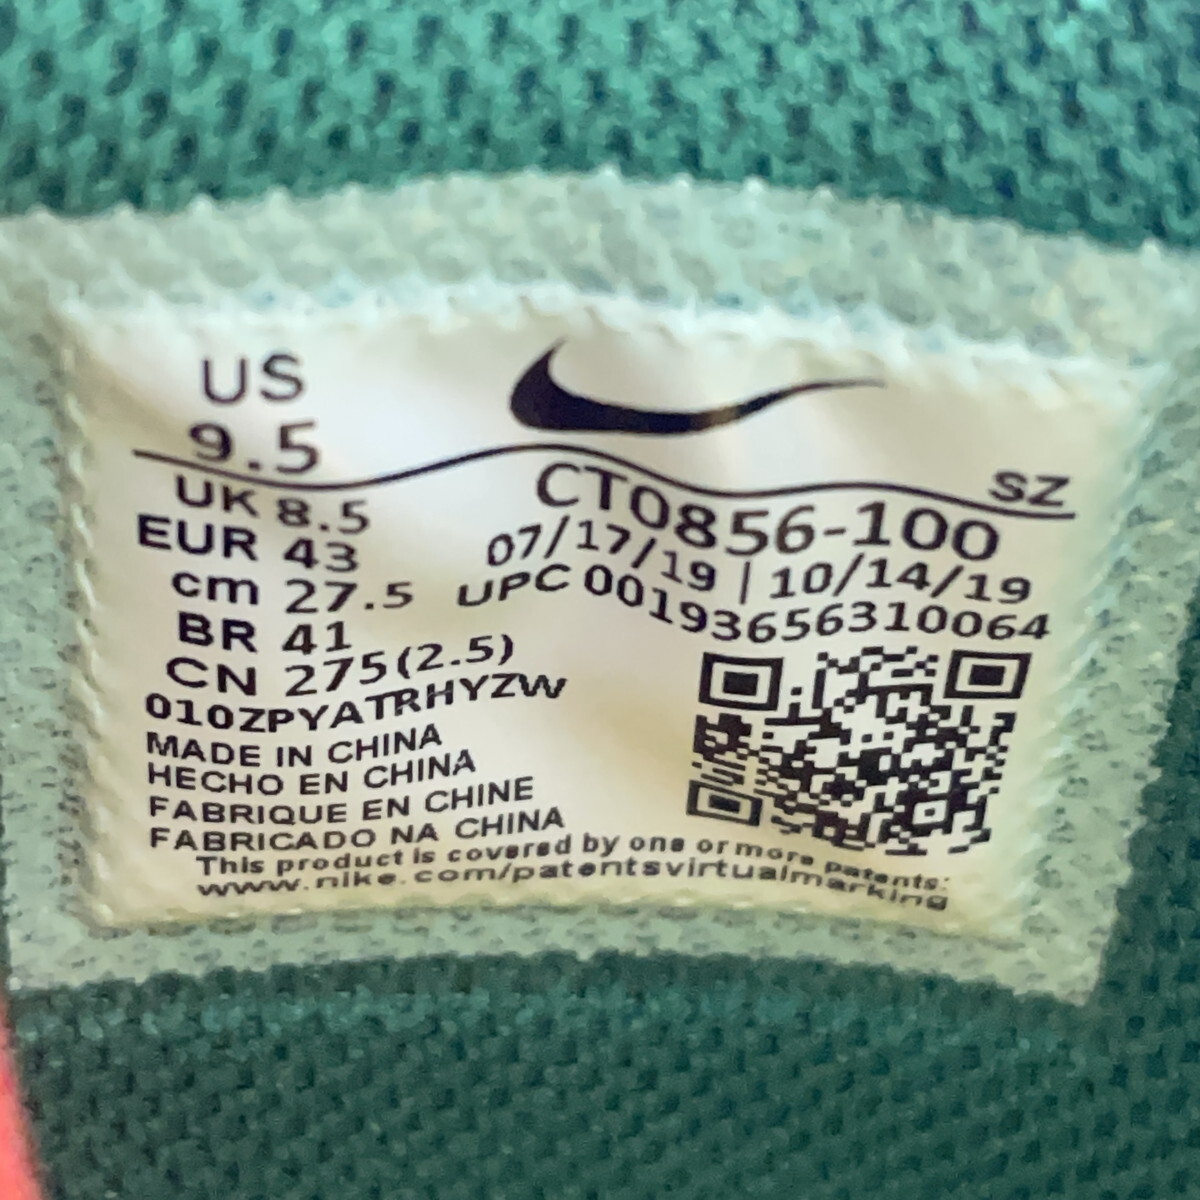 US
9.5
SZ
UK 8.5
EUR 43
cm 27.5
BR 41
CN 275(2.5)
CT0856-100
07/17/19 | 10/14/19
UPC 00193656310064
010ZPYATRHYZW
MADE IN CHINA
HECHO EN CHINA
FABRIQUE EN CHINE
FABRICADO NA CHINA
This product is covered by one or more patents:
www.nike.com/patentsvirtualmarking